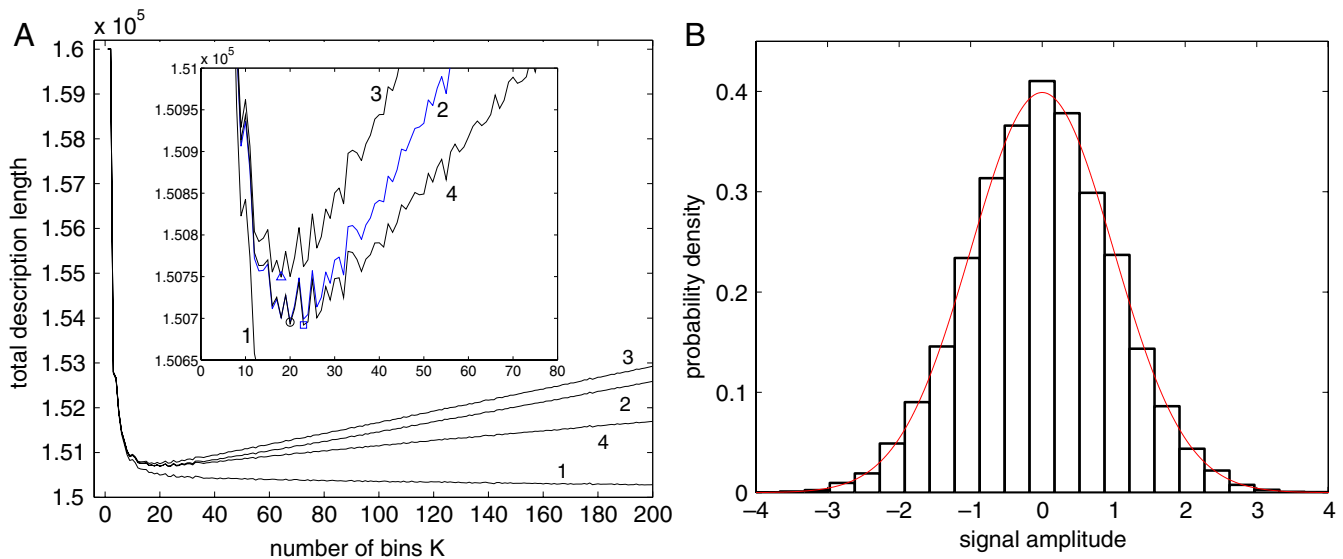 A
x 10^5
total description length
1.6
1.59
1.58
1.57
1.56
1.55
1.54
1.53
1.52
1.51
1.5
0 20 40 60 80 100 120 140 160 180 200
number of bins K
3
2
4
1
x 10^5
1.51
1.5095
1.509
1.5085
1.508
1.5075
1.507
1.5065
0 10 20 30 40 50 60 70 80
3
2
4
1
B
probability density
0.4
0.3
0.2
0.1
0
−4 −3 −2 −1 0 1 2 3 4
signal amplitude